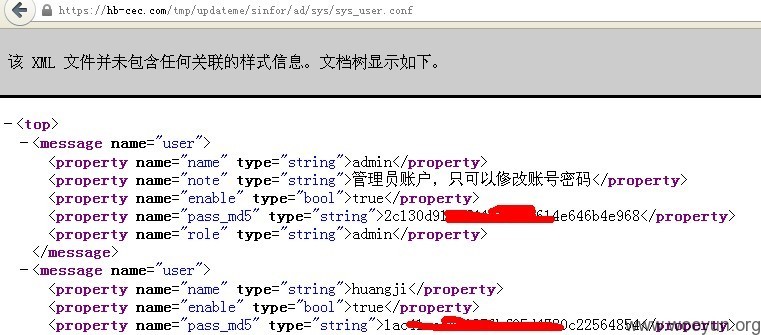 https://hb-cec.com/tmp/updateme/sinfor/ad/sys/sys_user.conf
该 XML 文件并未包含任何关联的样式信息。文档树显示如下。
－<top>
－<message name="user">
<property name="name" type="string">admin</property>
<property name="note" type="string">管理员账户，只可以修改账号密码</property>
<property name="enable" type="bool">true</property>
<property name="pass_md5" type="string">2c130d9 614e646b4e968</property>
<property name="role" type="string">admin</property>
</message>
－<message name="user">
<property name="name" type="string">huangji</property>
<property name="enable" type="bool">true</property>
<property name="pass_md5" type="string">1ac 80c22564854</property>
www.wooyun.org